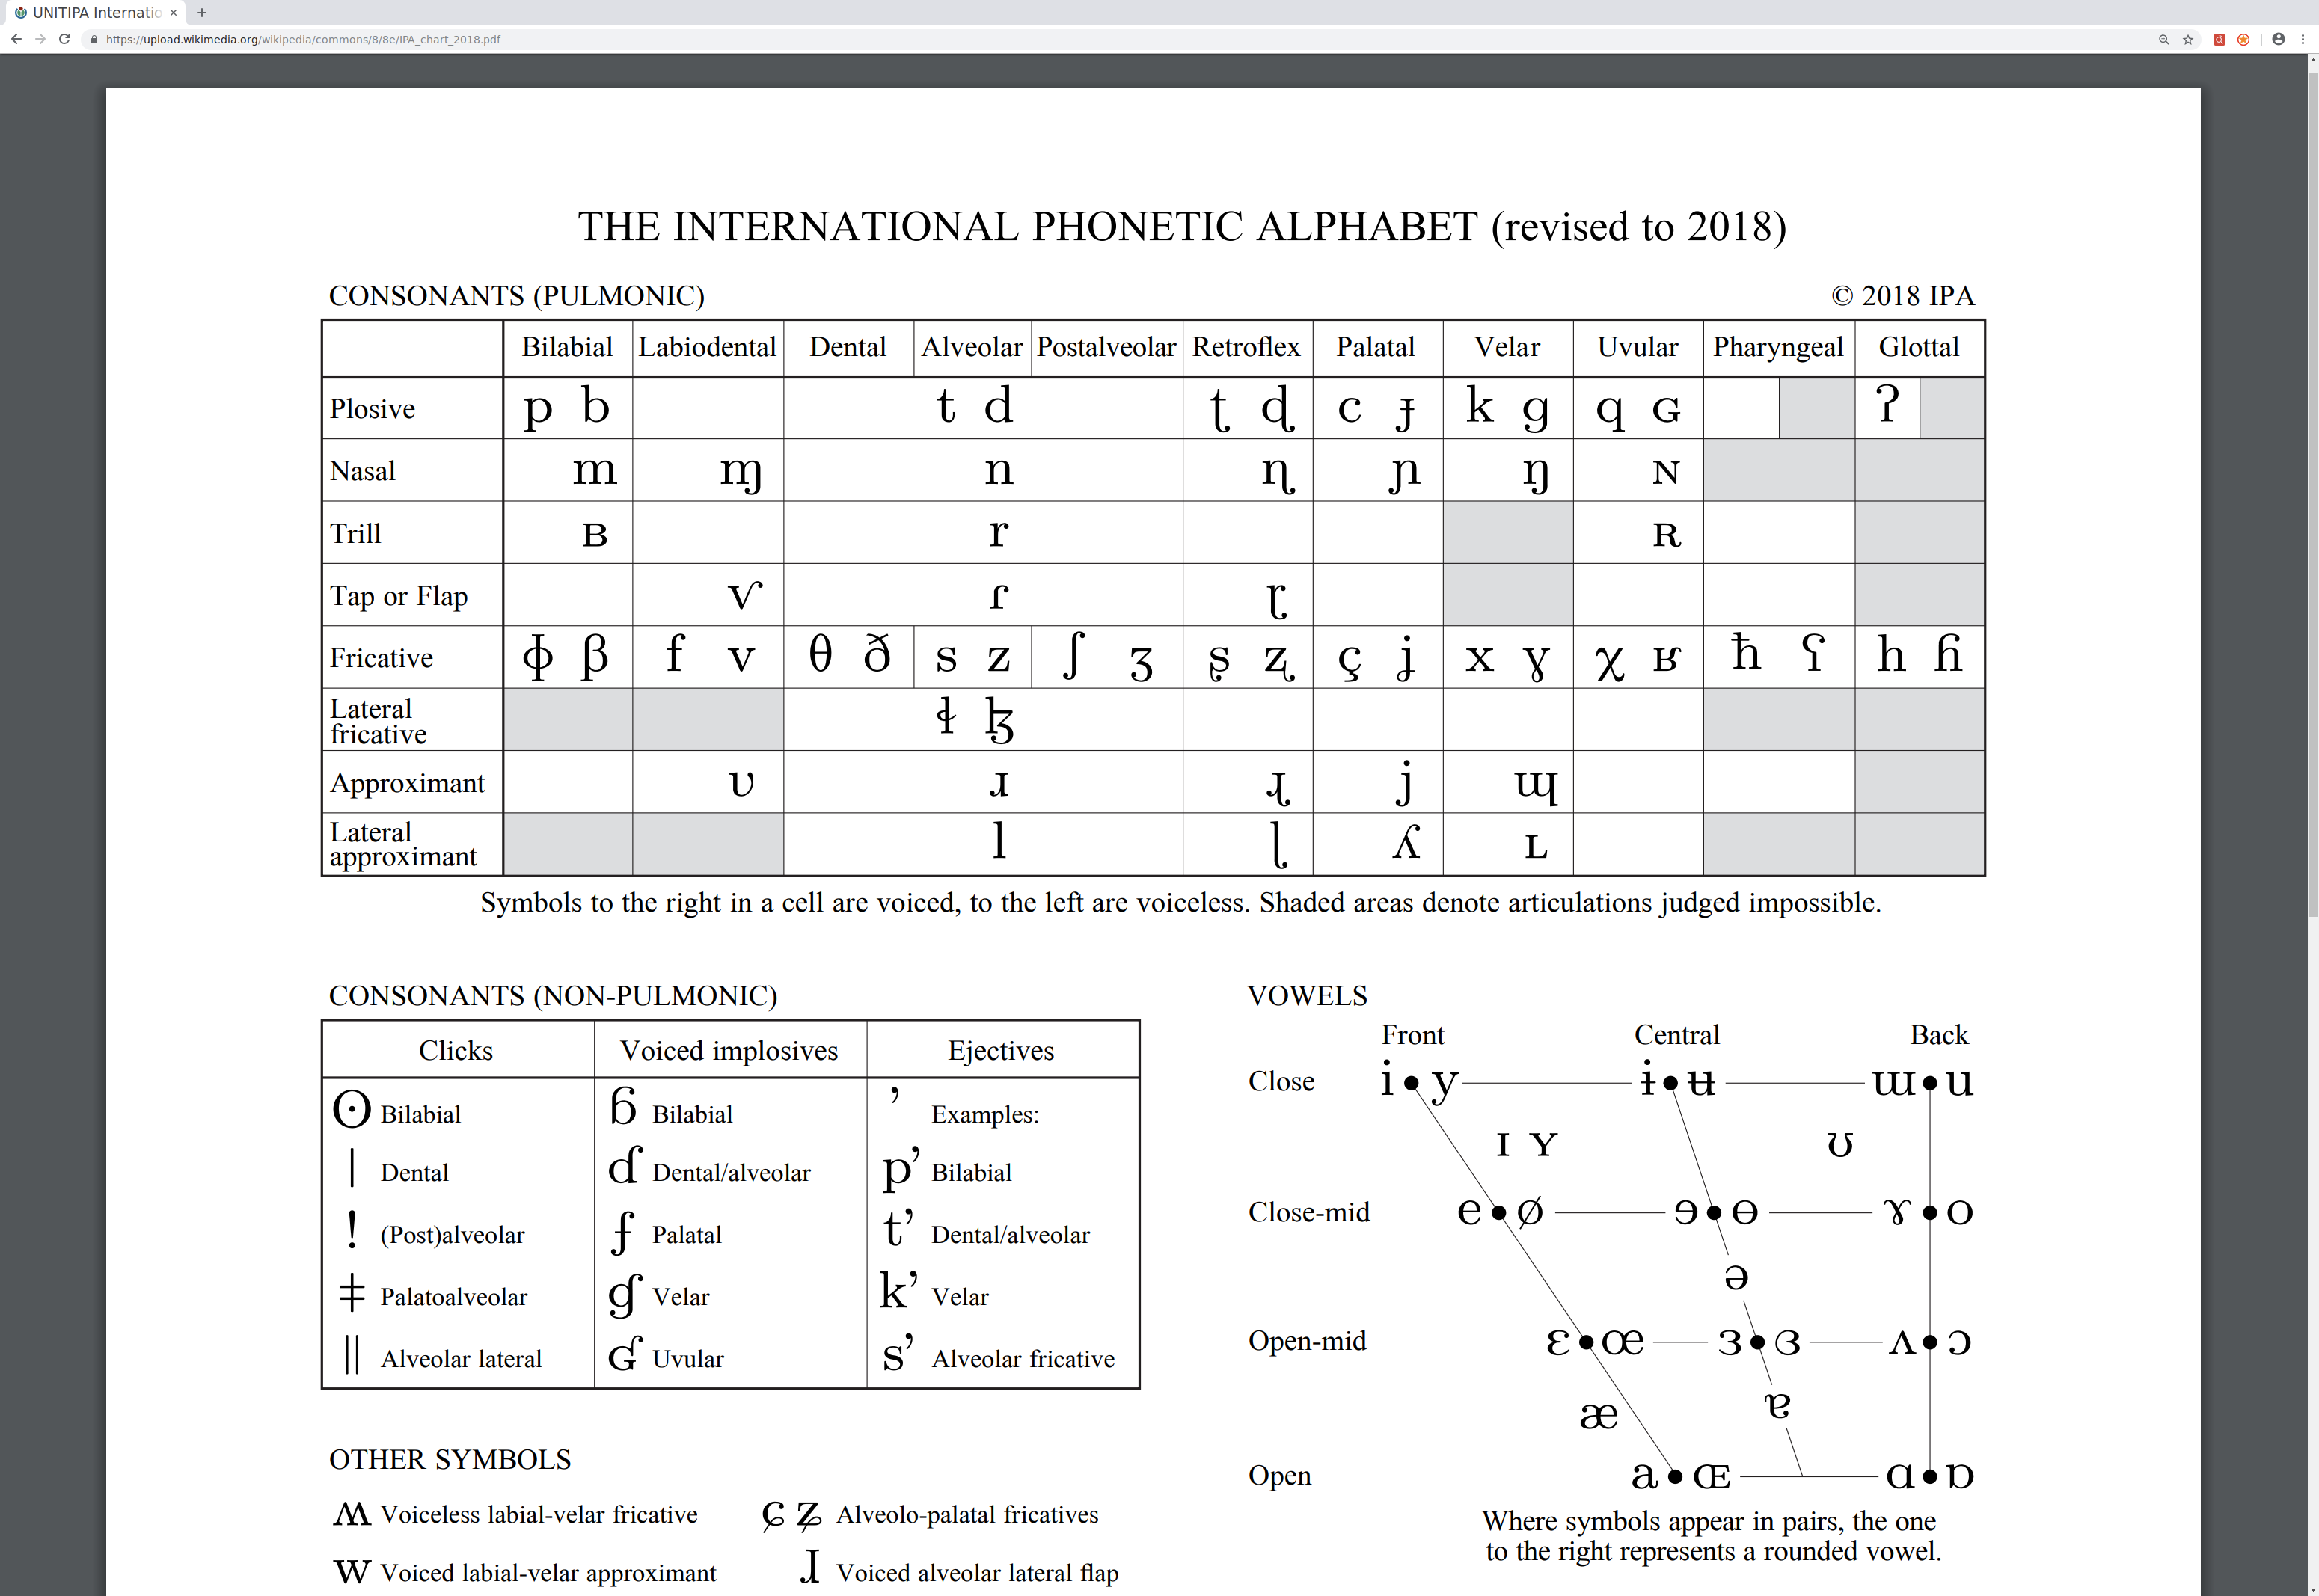 UNITIPA Internatio
https://upload.wikimedia.org/wikipedia/commons/8/8e/IPA_chart_2018.pdf
THE INTERNATIONAL PHONETIC ALPHABET (revised to 2018)
CONSONANTS (PULMONIC) © 2018 IPA
Bilabial Labiodental Dental Alveolar Postalveolar Retroflex Palatal Velar Uvular Pharyngeal Glottal
Plosive p b t d ʈ ɖ c ɟ k ɡ q ɢ ʔ
Nasal m ɱ n ɳ ɲ ŋ ɴ
Trill ʙ r ʀ
Tap or Flap ⱱ ɾ ɽ
Fricative ɸ β f v θ ð s z ʃ ʒ ʂ ʐ ç ʝ x ɣ χ ʁ ħ ʕ h ɦ
Lateral
fricative ɬ ɮ
Approximant ʋ ɹ ɻ j ɰ
Lateral
approximant l ɭ ʎ ʟ
Symbols to the right in a cell are voiced, to the left are voiceless. Shaded areas denote articulations judged impossible.
CONSONANTS (NON-PULMONIC)
Clicks Voiced implosives Ejectives
ʘ Bilabial ɓ Bilabial ʼ Examples:
ǀ Dental ɗ Dental/alveolar pʼ Bilabial
ǃ (Post)alveolar ʄ Palatal tʼ Dental/alveolar
ǂ Palatoalveolar ɠ Velar kʼ Velar
ǁ Alveolar lateral ʛ Uvular sʼ Alveolar fricative
VOWELS
Front Central Back
Close i y ɨ ʉ ɯ u
ɪ ʏ ʊ
Close-mid e ø ɘ ɵ ɤ o
ə
Open-mid ɛ œ ɜ ɞ ʌ ɔ
æ ɐ
Open a ɶ ɑ ɒ
Where symbols appear in pairs, the one
to the right represents a rounded vowel.
OTHER SYMBOLS
ʍ Voiceless labial-velar fricative ɕ ʑ Alveolo-palatal fricatives
w Voiced labial-velar approximant ɺ Voiced alveolar lateral flap